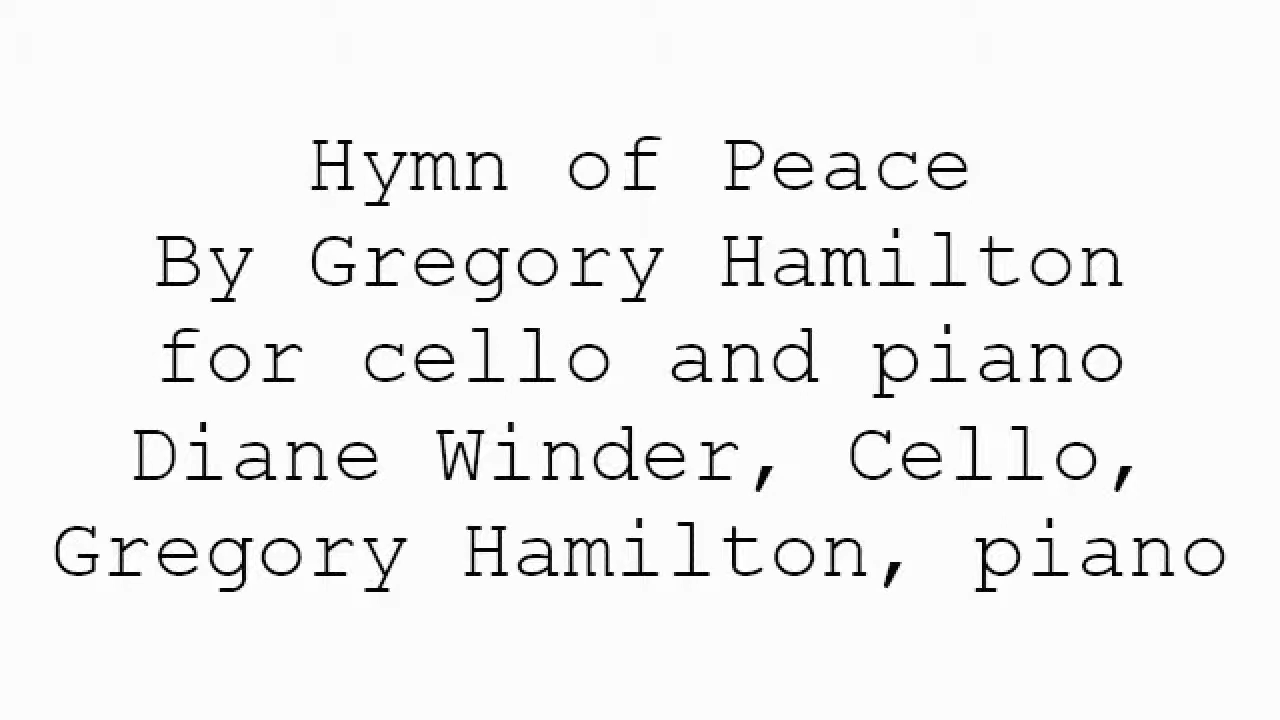 Hymn of Peace
By Gregory Hamilton
for cello and piano
Diane Winder, Cello,
Gregory Hamilton, piano